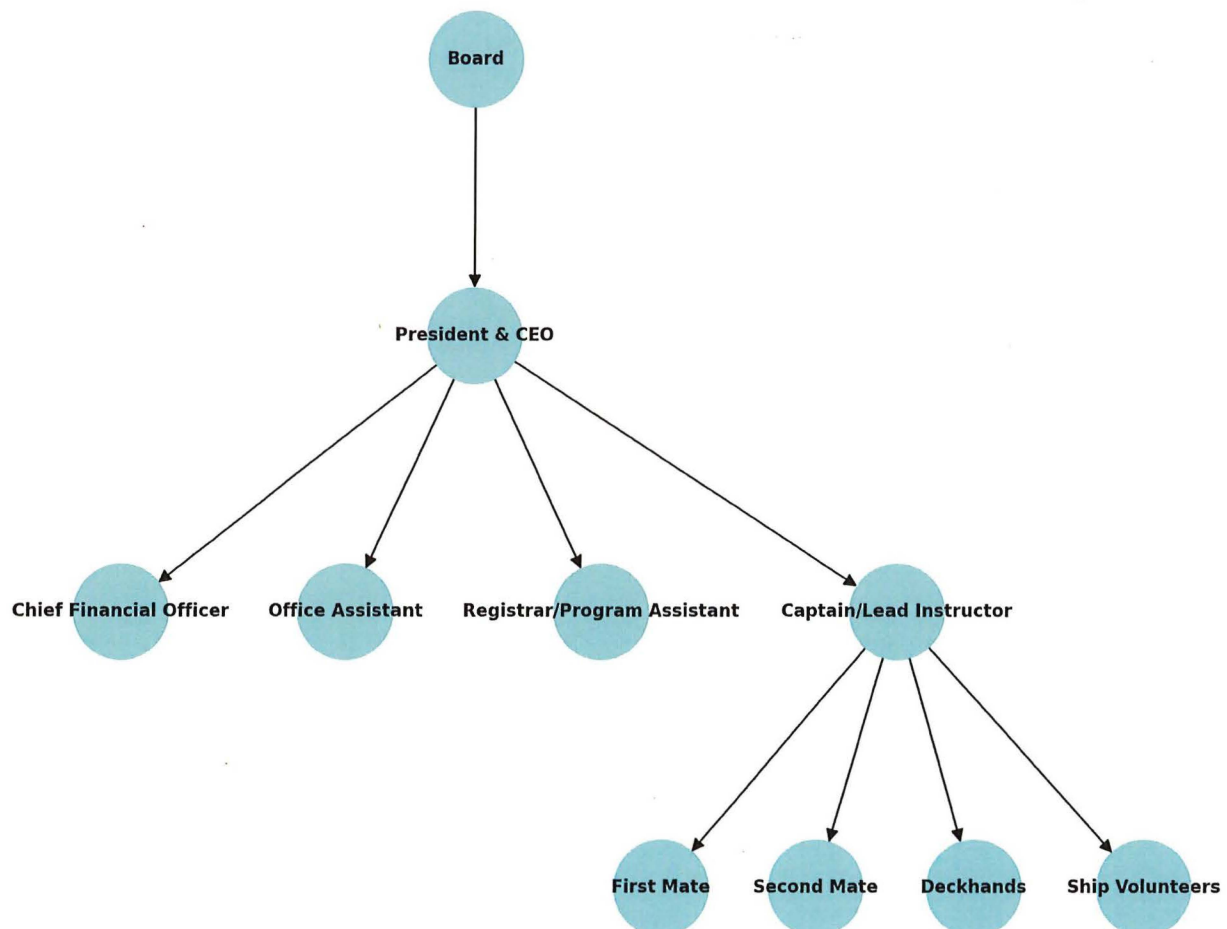 Board
President & CEO
Chief Financial Officer
Office Assistant
Registrar/Program Assistant
Captain/Lead Instructor
First Mate
Second Mate
Deckhands
Ship Volunteers